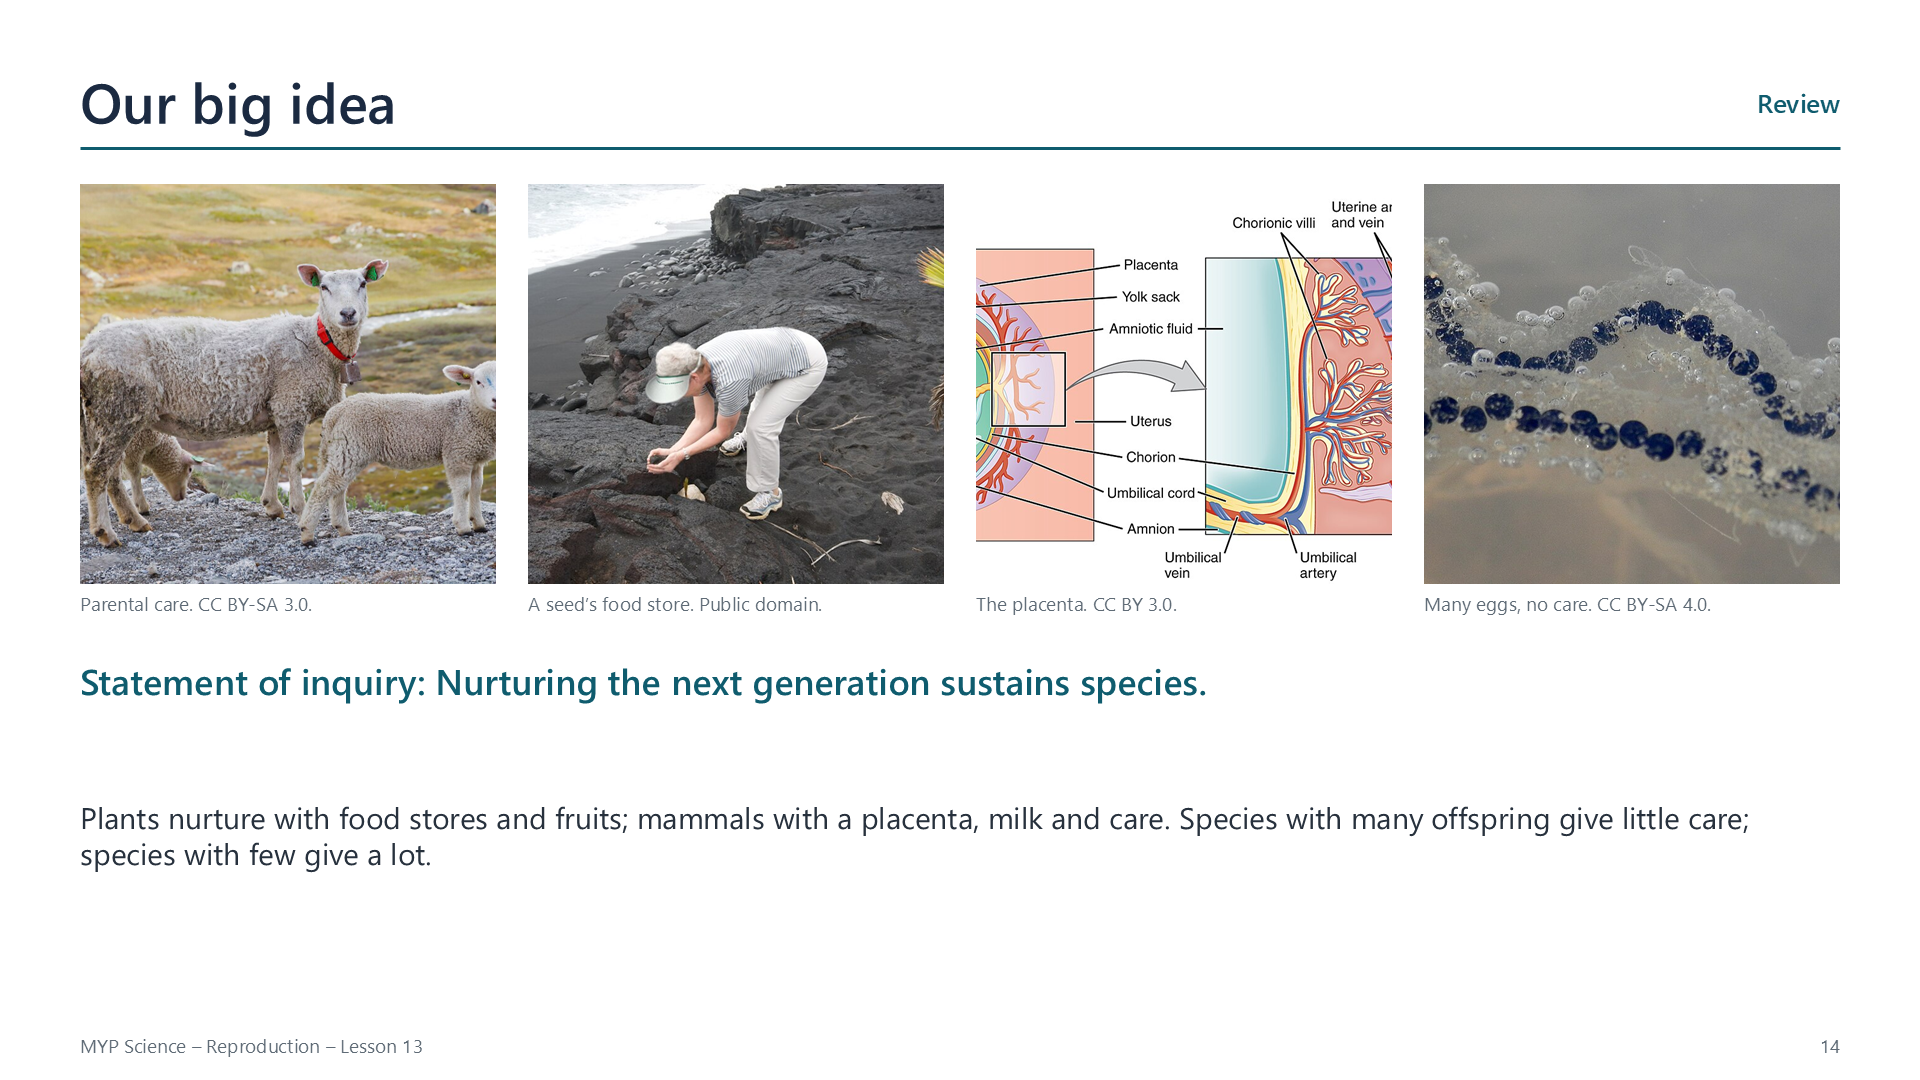 Our big idea
Review
Chorionic villi
Uterine ar
and vein
Placenta
Yolk sack
Amniotic fluid
Uterus
Chorion
Umbilical cord
Amnion
Umbilical
vein
Umbilical
artery
Parental care. CC BY-SA 3.0.
A seed’s food store. Public domain.
The placenta. CC BY 3.0.
Many eggs, no care. CC BY-SA 4.0.
Statement of inquiry: Nurturing the next generation sustains species.
Plants nurture with food stores and fruits; mammals with a placenta, milk and care. Species with many offspring give little care;
species with few give a lot.
MYP Science – Reproduction – Lesson 13
14